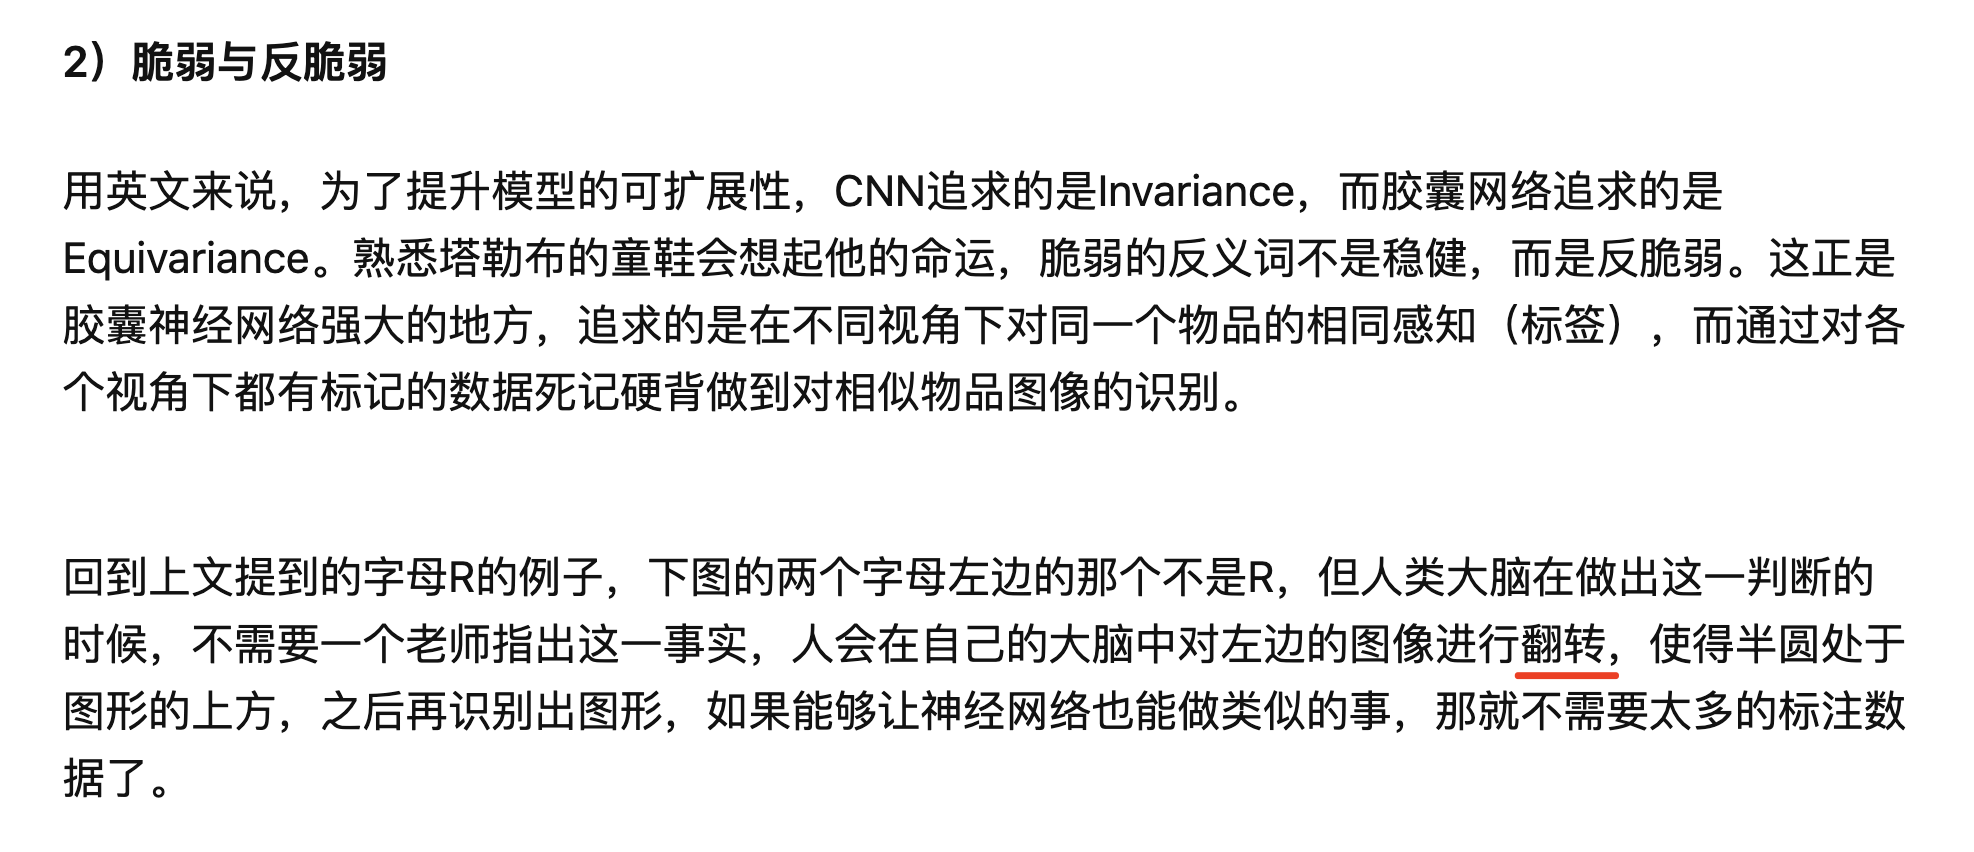 2）脆弱与反脆弱
用英文来说，为了提升模型的可扩展性，CNN追求的是Invariance，而胶囊网络追求的是
Equivariance。熟悉塔勒布的童鞋会想起他的命运，脆弱的反义词不是稳健，而是反脆弱。这正是
胶囊神经网络强大的地方，追求的是在不同视角下对同一个物品的相同感知（标签），而通过对各
个视角下都有标记的数据死记硬背做到对相似物品图像的识别。
回到上文提到的字母R的例子，下图的两个字母左边的那个不是R，但人类大脑在做出这一判断的
时候，不需要一个老师指出这一事实，人会在自己的大脑中对左边的图像进行翻转，使得半圆处于
图形的上方，之后再识别出图形，如果能够让神经网络也能做类似的事，那就不需要太多的标注数
据了。